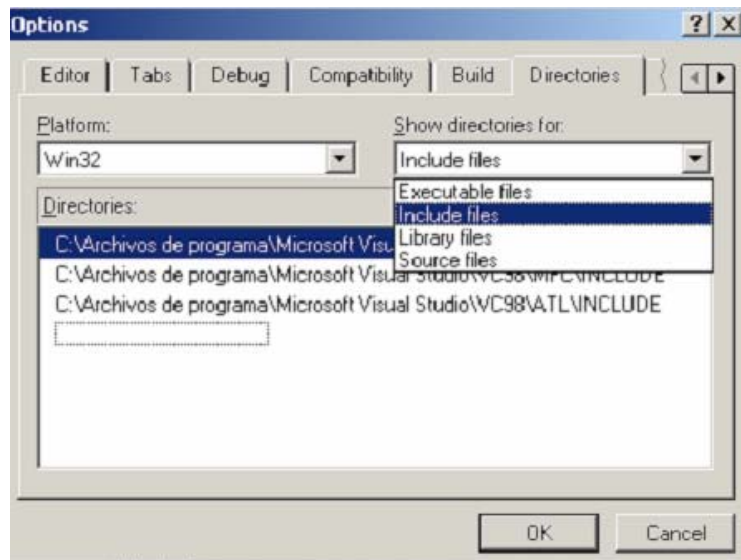 Options
Editor Tabs Debug Compatibility Build Directories
Platform: Show directories for:
Win32 Include files
Executable files
Include files
Library files
Source files
Directories:
C:\Archivos de programa\Microsoft Visu
C:\Archivos de programa\Microsoft Visual Studio\VC98\MFC\INCLUDE
C:\Archivos de programa\Microsoft Visual Studio\VC98\ATL\INCLUDE
OK Cancel